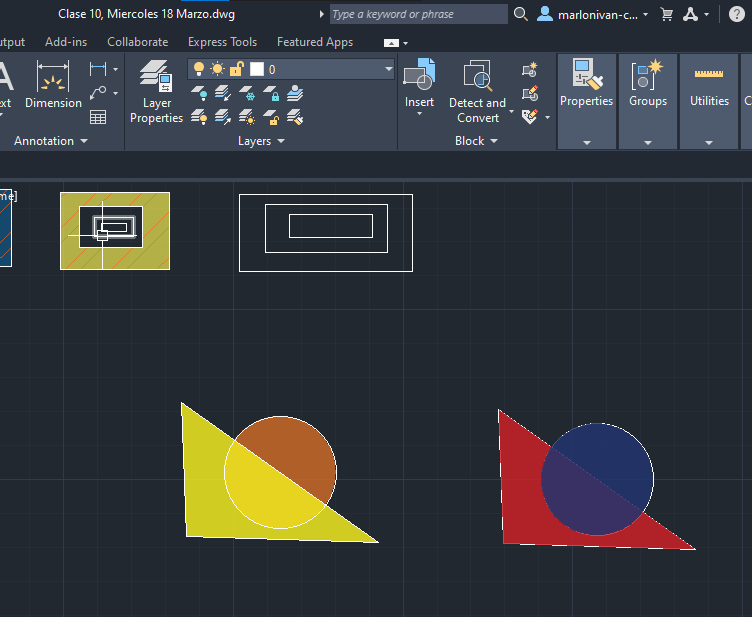 Clase 10, Miercoles 18 Marzo.dwg
Type a keyword or phrase
marlonivan-c...
utput
Add-ins
Collaborate
Express Tools
Featured Apps
ext
Dimension
Layer
Properties
0
Insert
Detect and
Convert
Properties
Groups
Utilities
C
Annotation
Layers
Block
me]